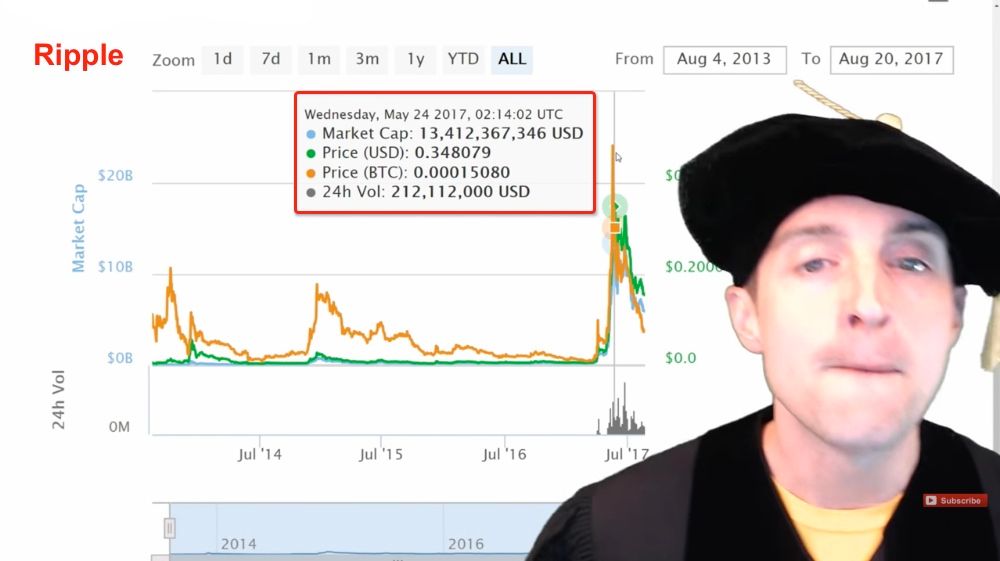 Ripple
Zoom 1d 7d 1m 3m 1y YTD ALL From Aug 4, 2013 To Aug 20, 2017
Wednesday, May 24 2017, 02:14:02 UTC
Market Cap: 13,412,367,346 USD
Price (USD): 0.348079
Price (BTC): 0.00015080
24h Vol: 212,112,000 USD
Market Cap
$20B
$10B
$0B
$0.2000
$0.0
24h Vol
0M
Jul '14 Jul '15 Jul '16 Jul '17
Subscribe
2014 2016